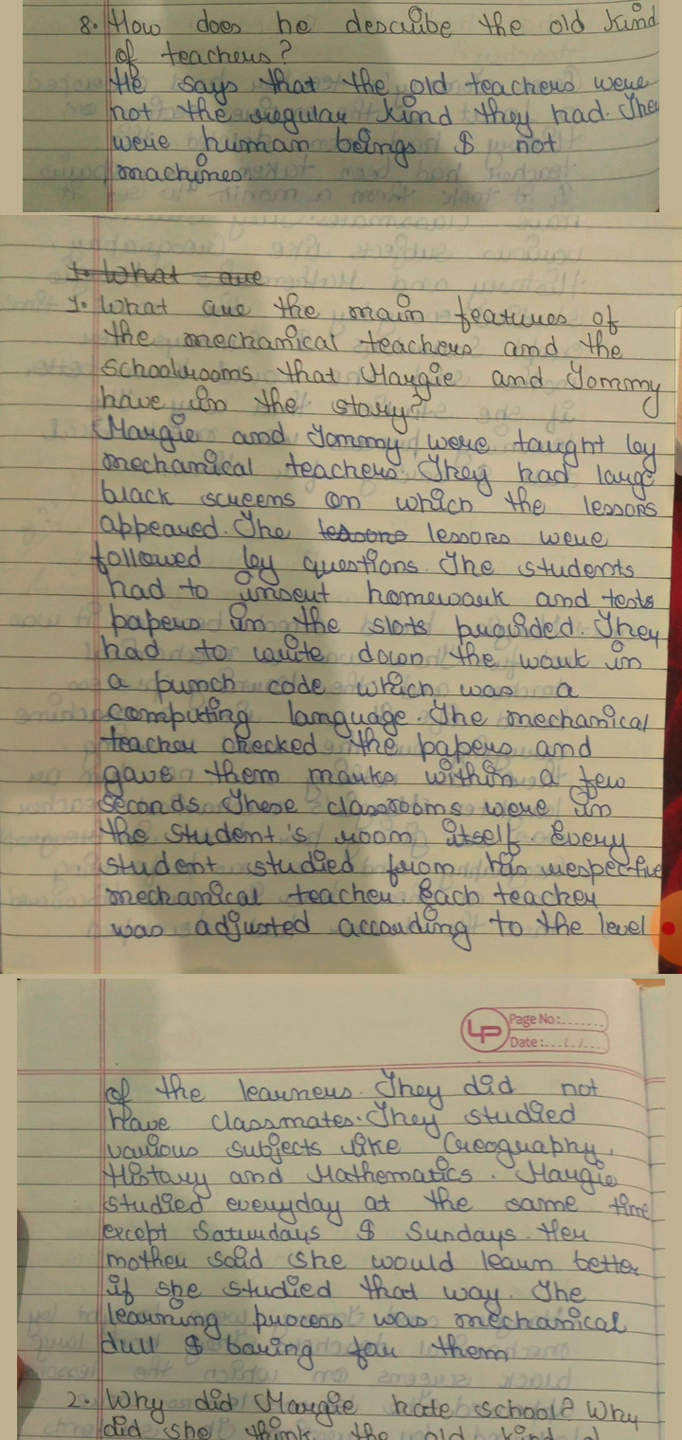 8. How does he describe the old kind
of teachers?
He says that the old teachers were
not the regular kind they had. They
were human beings & not
machines
1. What are
1. What are the main features of
the mechanical teachers and the
schoolrooms that Margie and Tommy
have in the story?
Margie and Tommy were taught by
mechanical teachers. They had large
black screens on which the lessons
appeared. The lessons lessons were
followed by questions. The students
had to insert homework and tests
papers in the slots provided. They
had to write down the work in
a punch code which was a
computing language. The mechanical
teacher checked the papers and
gave them marks within a few
seconds. These classrooms were in
the student's room itself. Every
student studied from his respective
mechanical teacher. Each teacher
was adjusted according to the level
LP
Page No:......
Date:.../.../....
of the learners. They did not
have classmates. They studied
various subjects like Geography,
History and Mathematics. Margie
studied everyday at the same time
except Saturdays & Sundays. Her
mother said she would learn better
if she studied that way. The
learning process was mechanical
dull & boring for them
2. Why did Margie hate school? Why
did she think the old kind of